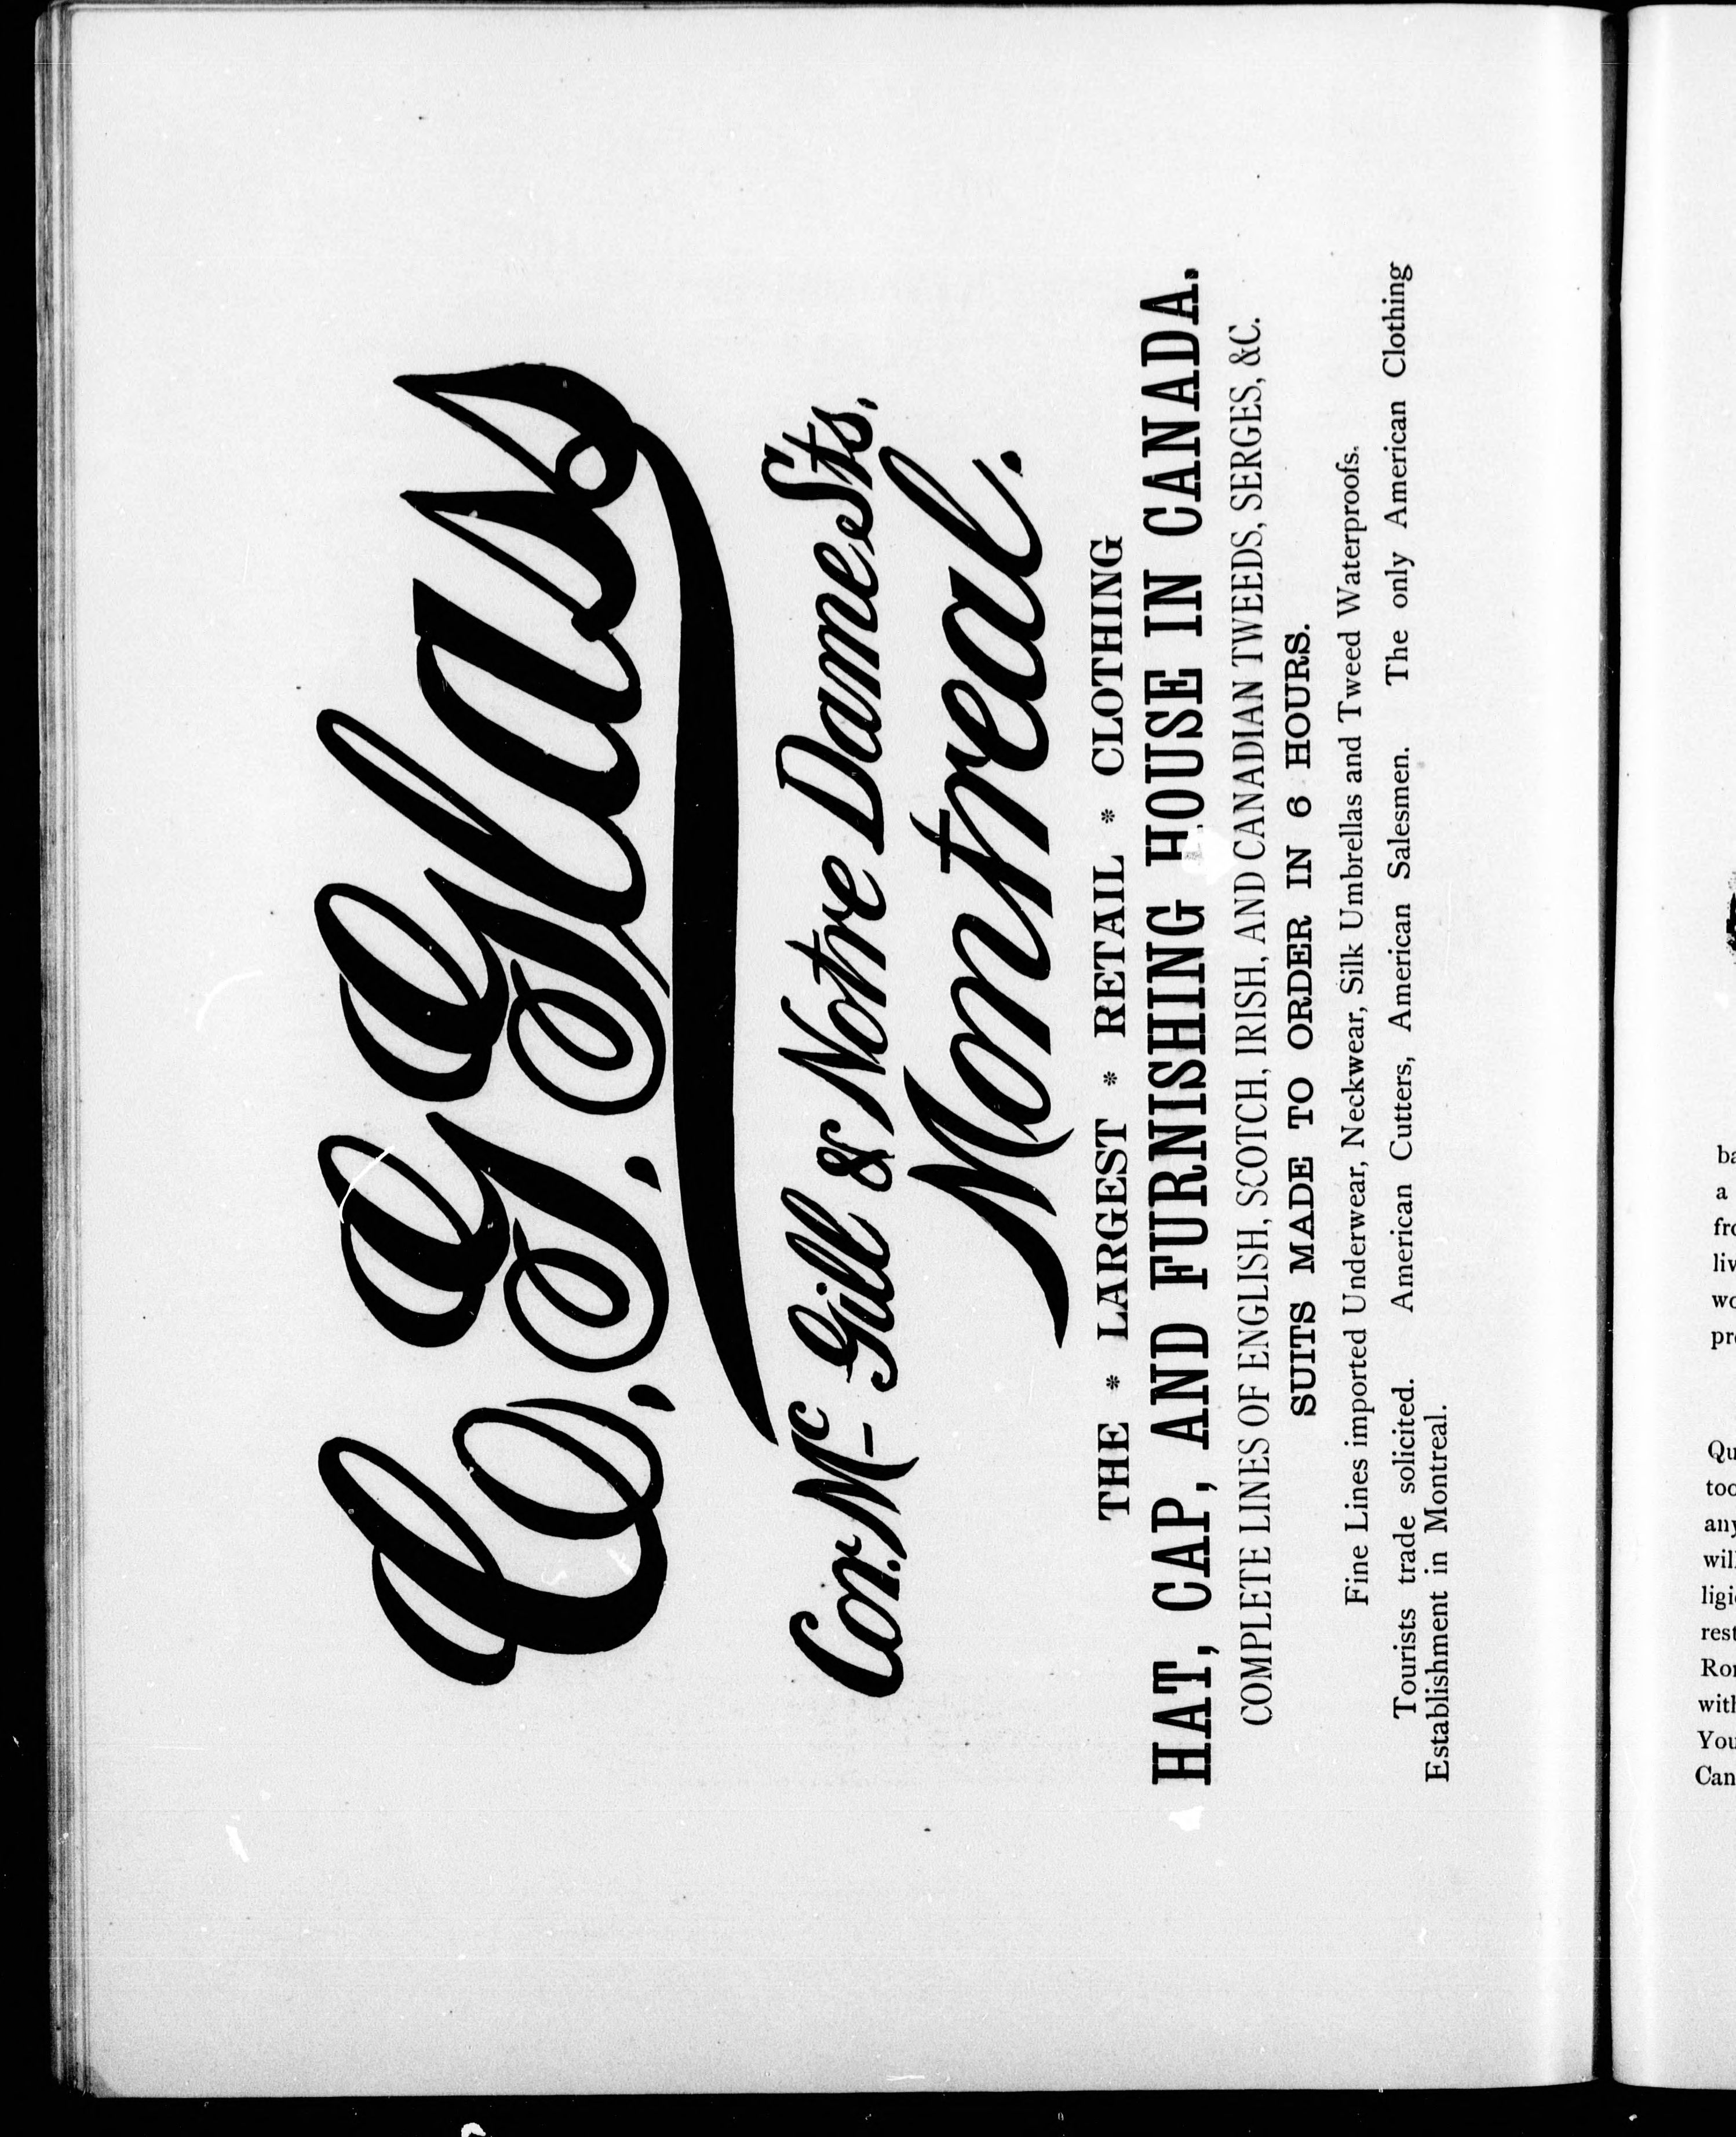 C. G. Glass
Cor. Mc Gill & Notre Dame Sts.
Montreal.
THE * LARGEST * RETAIL * CLOTHING
HAT, CAP, AND FURNISHING HOUSE IN CANADA.
COMPLETE LINES OF ENGLISH, SCOTCH, IRISH, AND CANADIAN TWEEDS, SERGES, &C.
SUITS MADE TO ORDER IN 6 HOURS.
Fine Lines imported Underwear, Neckwear, Silk Umbrellas and Tweed Waterproofs.
Tourists trade solicited. American Cutters, American Salesmen. The only American Clothing
Establishment in Montreal.
a